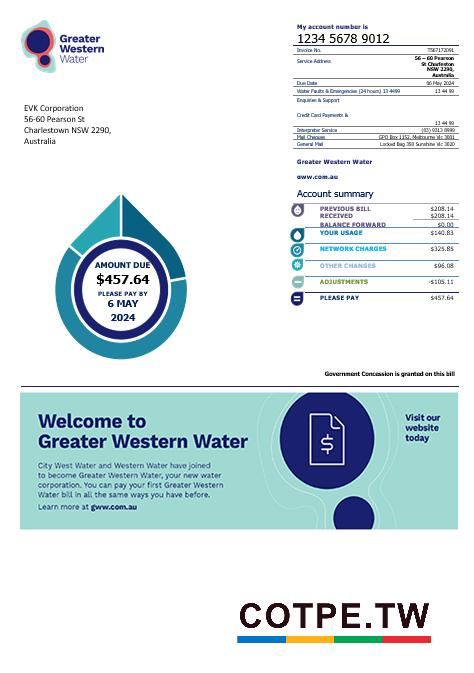 Greater
Western
Water
My account number is
1234 5678 9012
Invoice No. T567172091
Service Address 56 – 60 Pearson
St Charleston
NSW 2290,
Australia
Due Date 06 May 2024
Water Faults & Emergencies (24 hours) 13 4499 13 44 99
Enquiries & Support
Credit Card Payments &
13 44 99
Interpreter Service (03) 9313 8999
Mail Cheques GPO Box 1152, Melbourne Vic 3001
General Mail Locked Bag 350 Sunshine Vic 3020
Greater Western Water
gww.com.au
EVK Corporation
56-60 Pearson St
Charlestown NSW 2290,
Australia
Account summary
PREVIOUS BILL $208.14
RECEIVED $208.14
BALANCE FORWARD $0.00
YOUR USAGE $140.83
NETWORK CHARGES $325.85
OTHER CHANGES $96.08
ADJUSTMENTS -$105.11
PLEASE PAY $457.64
AMOUNT DUE
$457.64
PLEASE PAY BY
6 MAY
2024
Government Concession is granted on this bill
Welcome to
Greater Western Water
City West Water and Western Water have joined
to become Greater Western Water, your new water
corporation. You can pay your first Greater Western
Water bill in all the same ways you have before.
Learn more at gww.com.au
Visit our
website
today
COTPE.TW